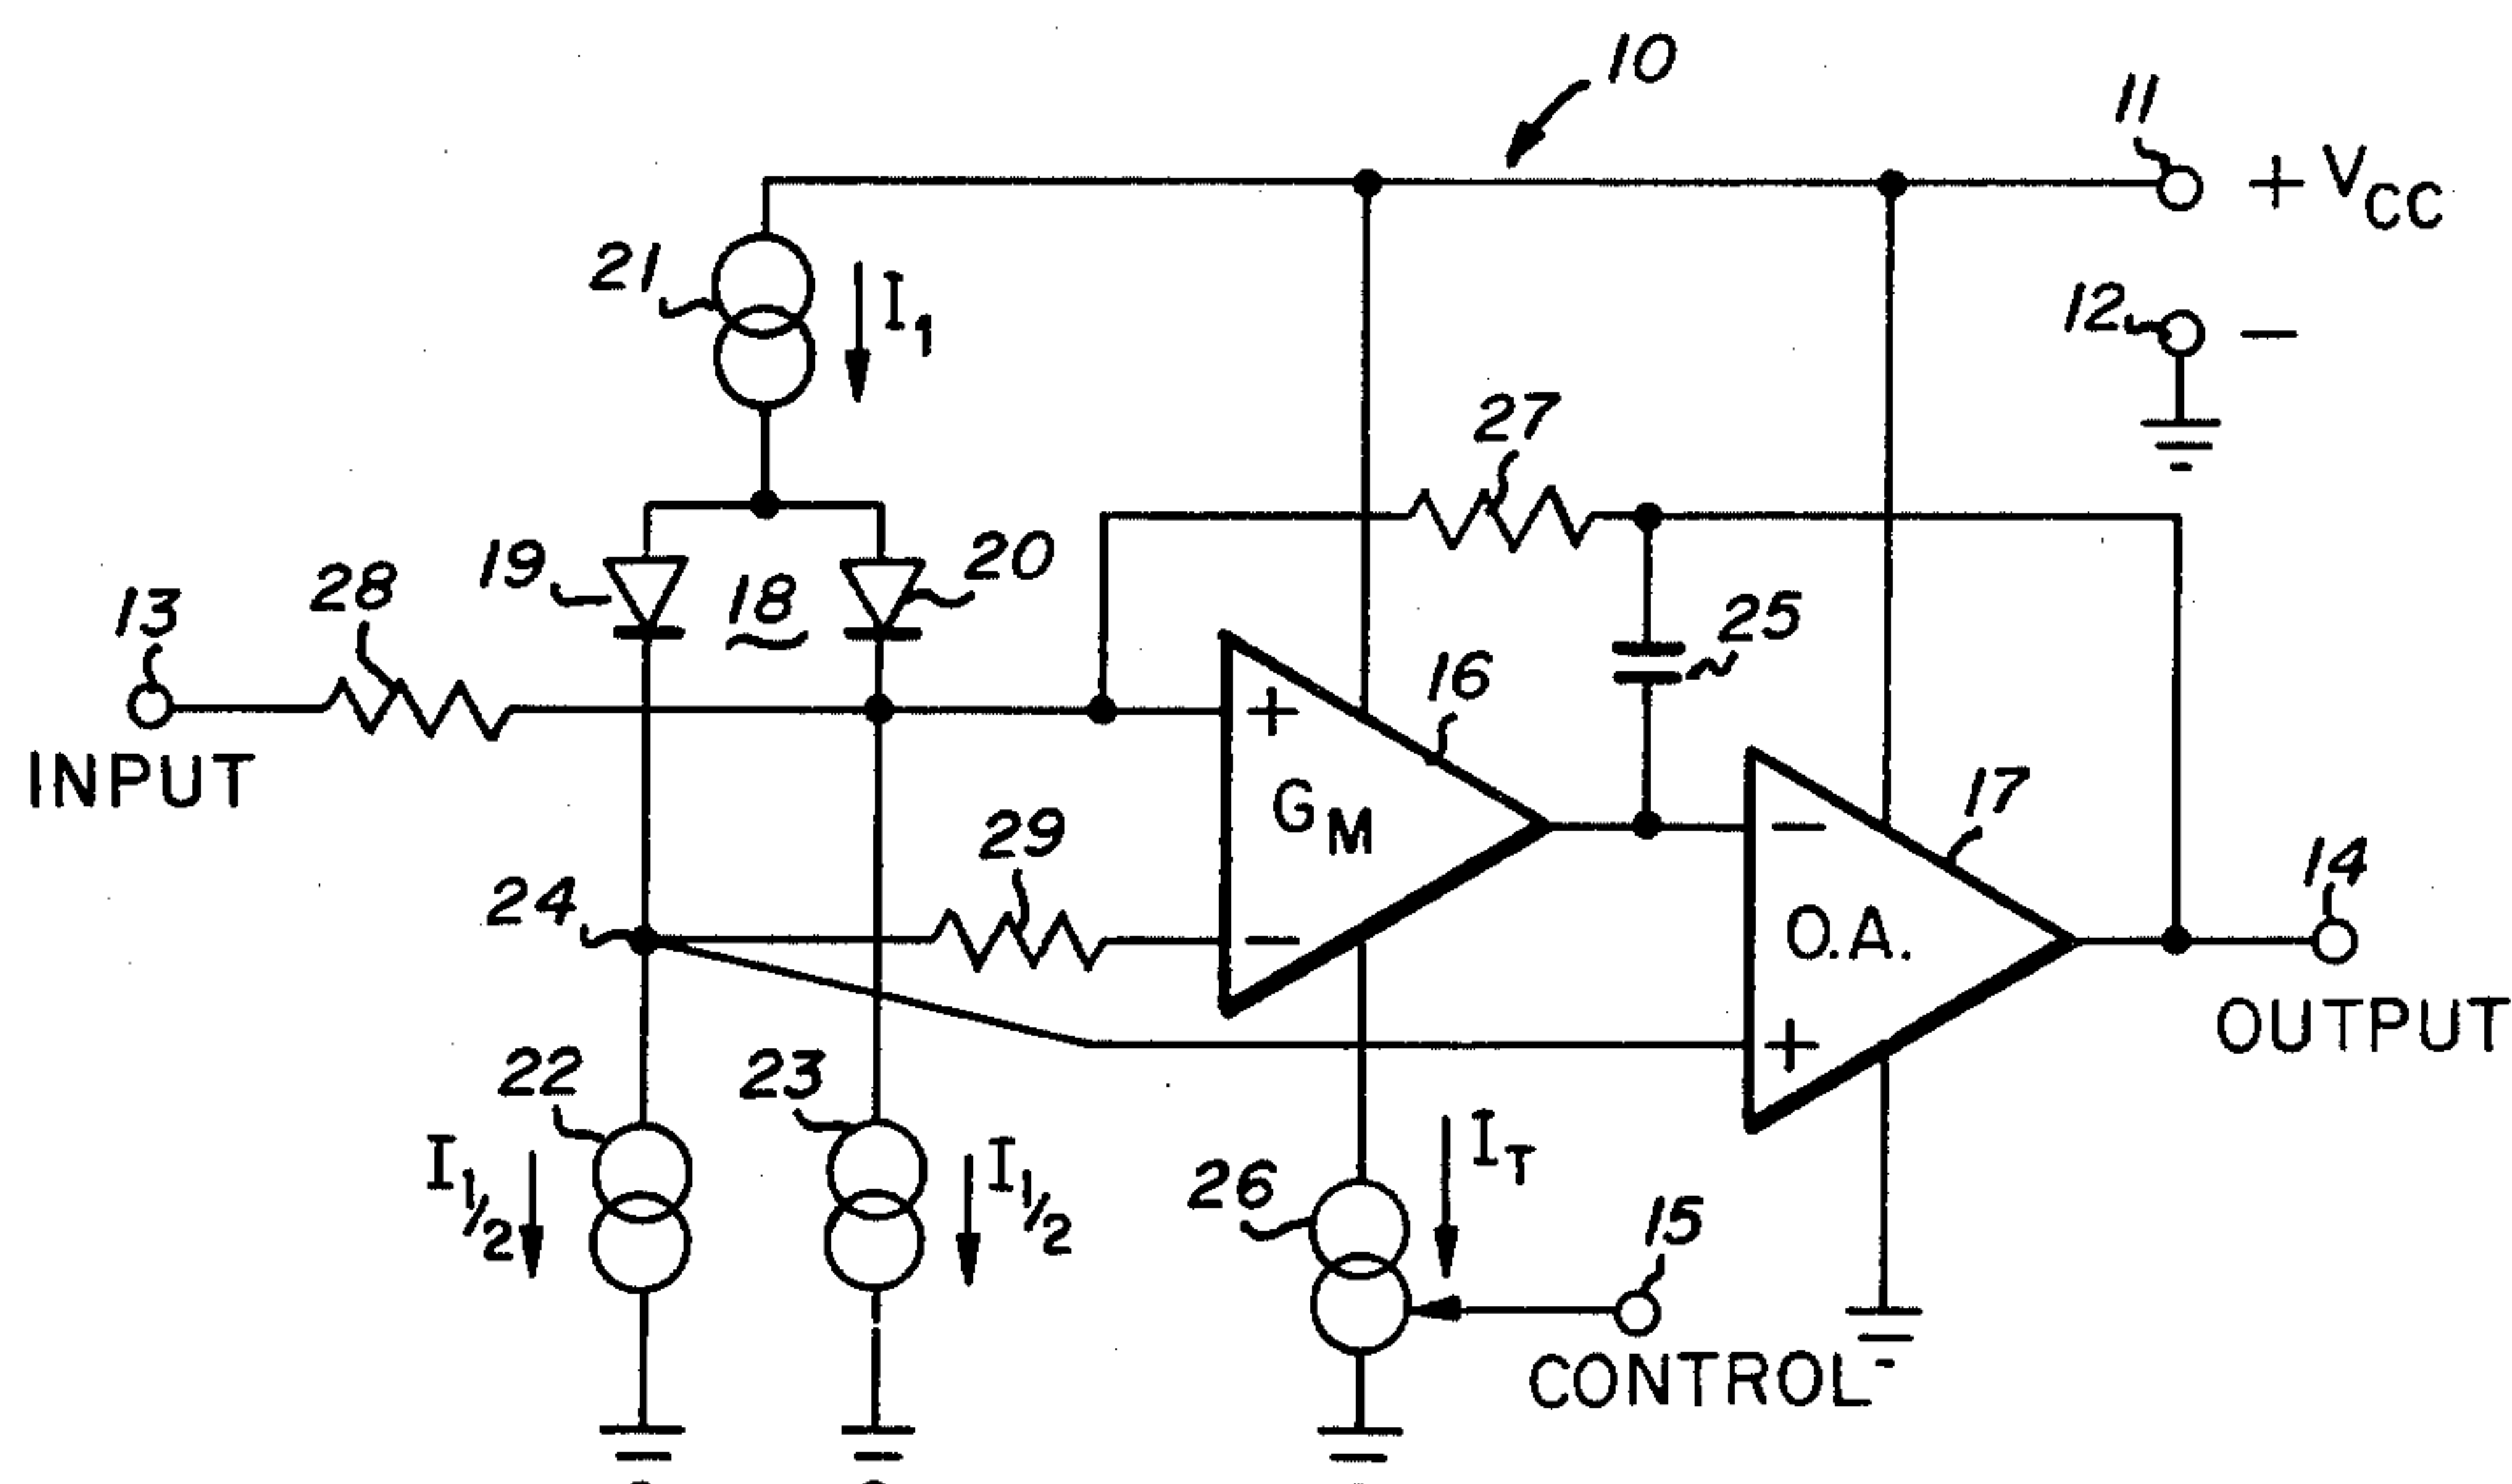 10
11
+ VCC
21
I1
12
−
27
19
18
20
28
13
25
16
+
INPUT
GM
17
29
−
−
14
24
O.A.
OUTPUT
+
22
23
I1/2
I1/2
26
IT
15
CONTROL